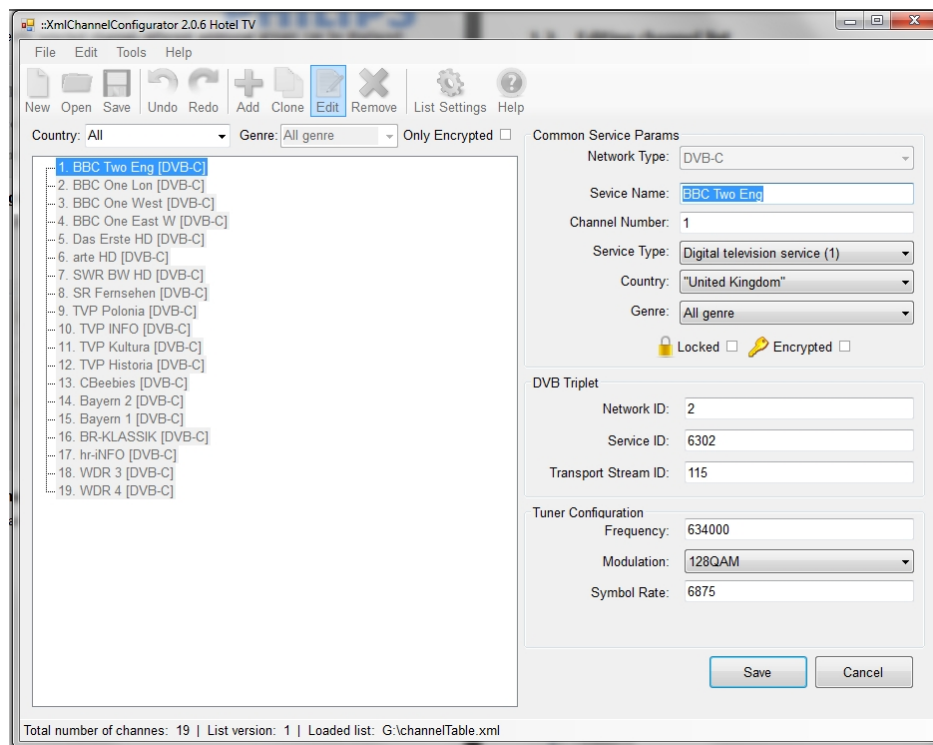 PHILIPS
::XmlChannelConfigurator 2.0.6 Hotel TV
File Edit Tools Help
New Open Save Undo Redo Add Clone Edit Remove List Settings Help
Country: All Genre: All genre Only Encrypted
1. BBC Two Eng [DVB-C]
2. BBC One Lon [DVB-C]
3. BBC One West [DVB-C]
4. BBC One East W [DVB-C]
5. Das Erste HD [DVB-C]
6. arte HD [DVB-C]
7. SWR BW HD [DVB-C]
8. SR Fernsehen [DVB-C]
9. TVP Polonia [DVB-C]
10. TVP INFO [DVB-C]
11. TVP Kultura [DVB-C]
12. TVP Historia [DVB-C]
13. CBeebies [DVB-C]
14. Bayern 2 [DVB-C]
15. Bayern 1 [DVB-C]
16. BR-KLASSIK [DVB-C]
17. hr-iNFO [DVB-C]
18. WDR 3 [DVB-C]
19. WDR 4 [DVB-C]
Common Service Params
Network Type: DVB-C
Sevice Name: BBC Two Eng
Channel Number: 1
Service Type: Digital television service (1)
Country: "United Kingdom"
Genre: All genre
Locked Encrypted
DVB Triplet
Network ID: 2
Service ID: 6302
Transport Stream ID: 115
Tuner Configuration
Frequency: 634000
Modulation: 128QAM
Symbol Rate: 6875
Save Cancel
Total number of channes: 19 | List version: 1 | Loaded list: G:\channelTable.xml